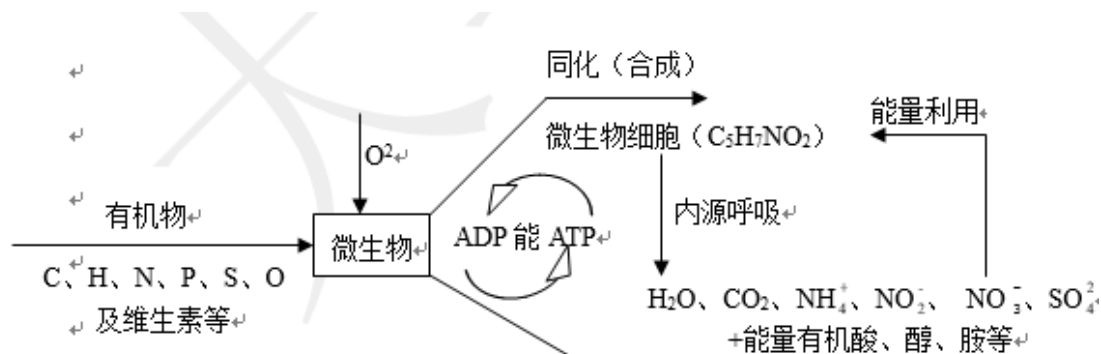 同化（合成）
能量利用
O²
微生物细胞（C₅H₇NO₂）
有机物
内源呼吸
微生物
ADP 能 ATP
C、H、N、P、S、O
及维生素等
H₂O、CO₂、NH₄⁺、NO₂⁻、 NO₃⁻、SO₄²
+能量有机酸、醇、胺等